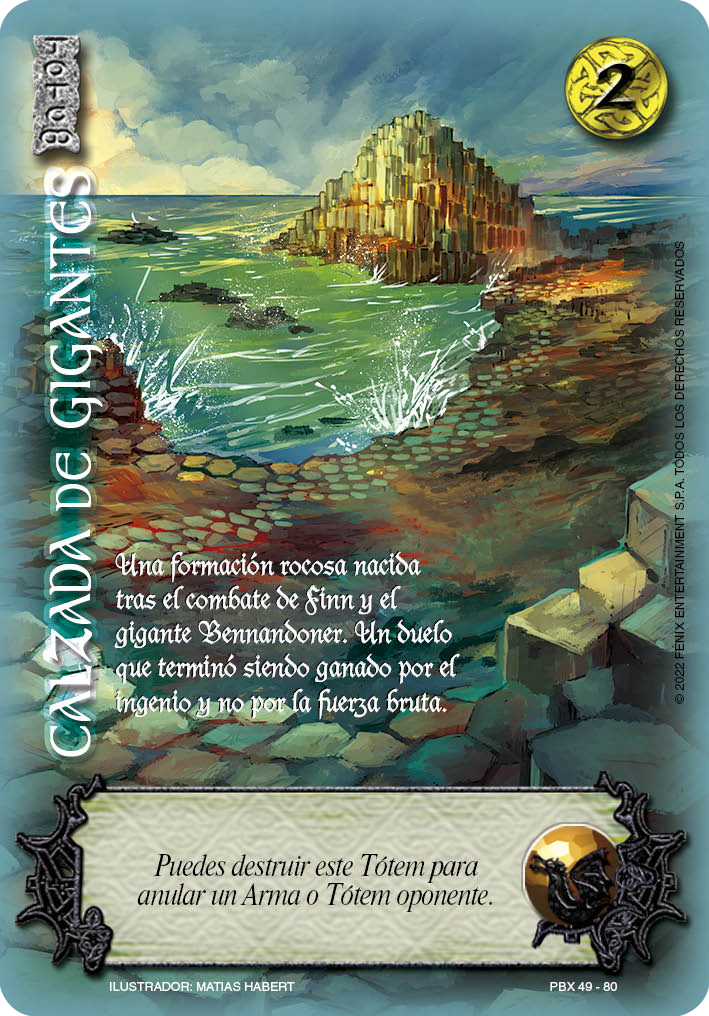 2
CALZADA DE GIGANTES
Una formación rocosa nacida
tras el combate de Finn y el
gigante Bennandoner. Un duelo
que terminó siendo ganado por el
ingenio y no por la fuerza bruta.
© 2022 FÉNIX ENTERTAINMENT S.P.A. TODOS LOS DERECHOS RESERVADOS
Puedes destruir este Tótem para
anular un Arma o Tótem oponente.
ILUSTRADOR: MATIAS HABERT
PBX 49 - 80